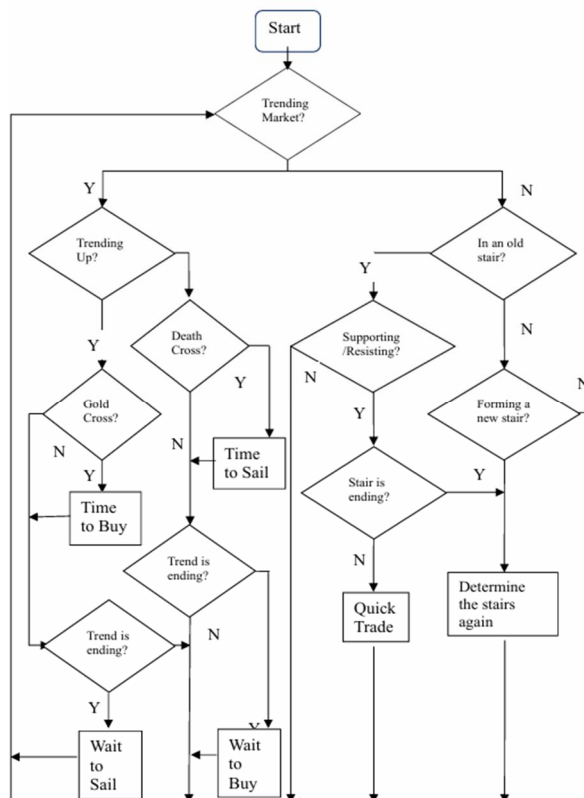 Start
Trending
Market?
Y
N
Trending
Up?
In an old
stair?
Y
Death
Cross?
Supporting
/Resisting?
N
Y
N
Y
N
Gold
Cross?
Forming a
new stair?
N
Y
N
Y
Time
to Sail
Y
Stair is
ending?
Time
to Buy
Trend is
ending?
N
Determine
the stairs
again
Quick
Trade
Trend is
ending?
N
Y
Wait
to
Sail
Y
Wait
to
Buy